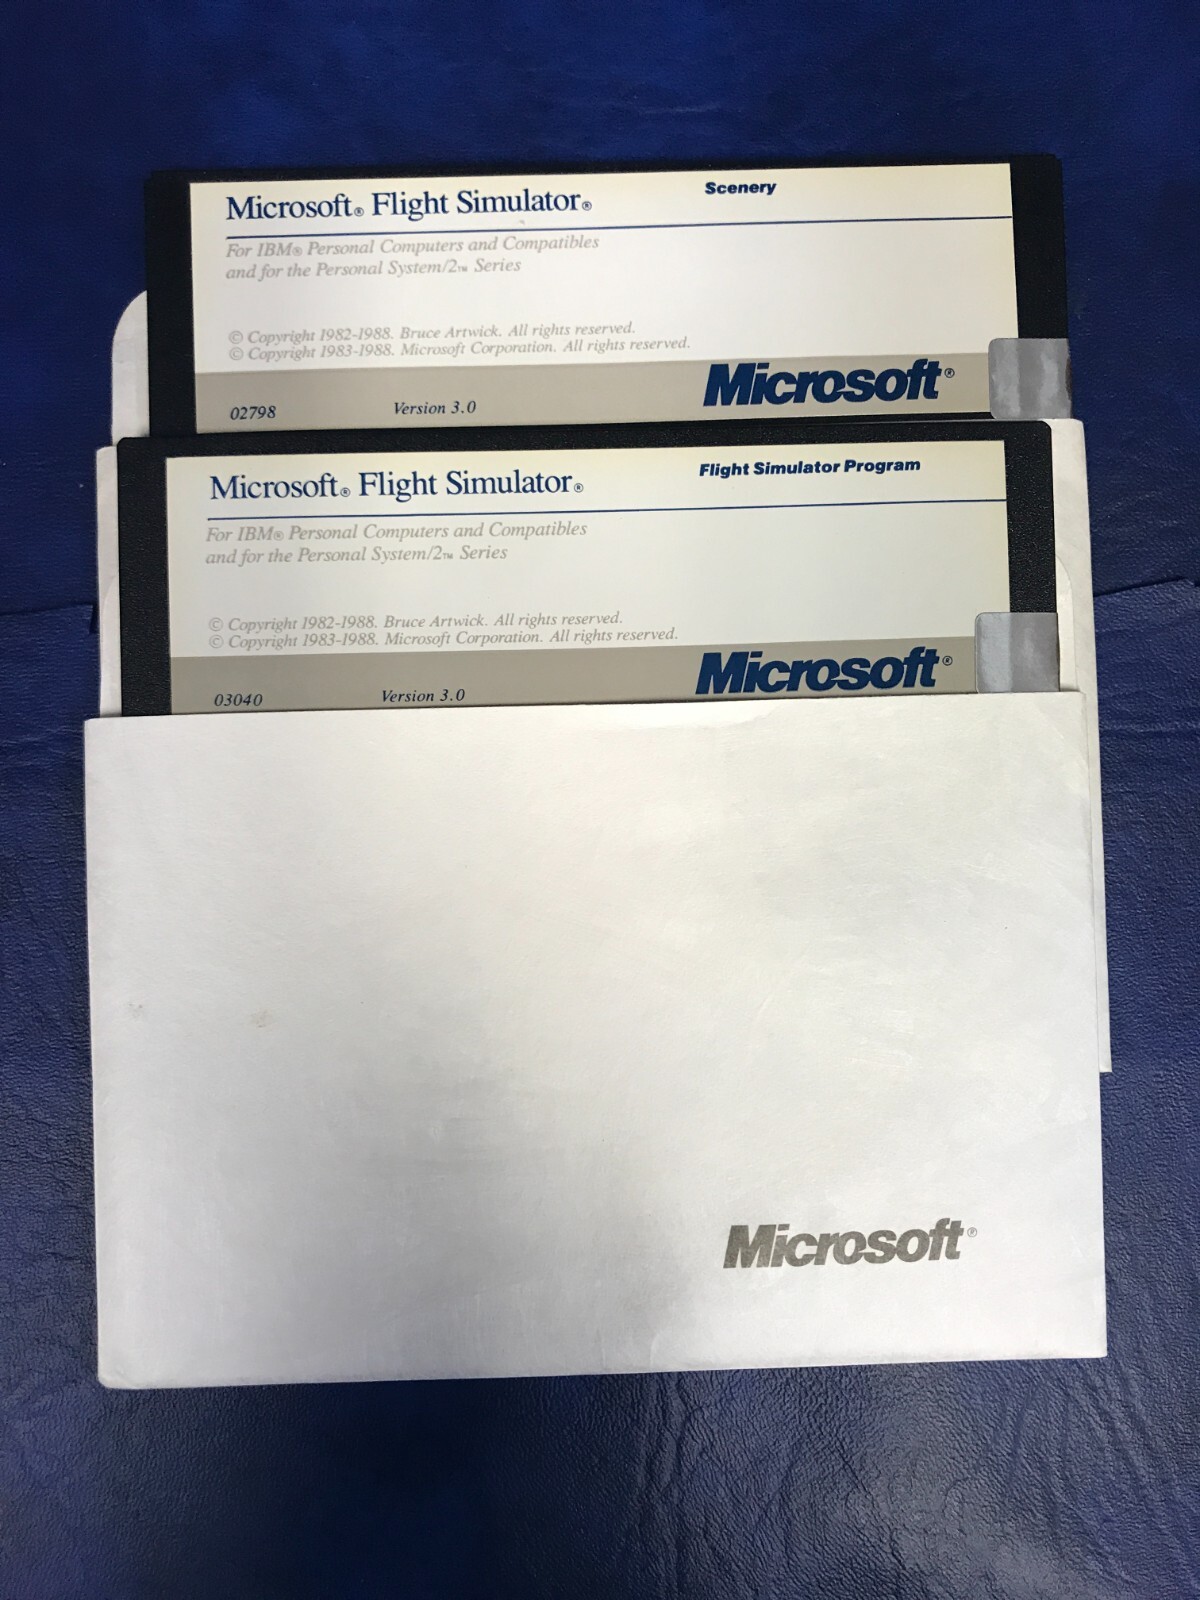 Microsoft® Flight Simulator®
Scenery
For IBM® Personal Computers and Compatibles
and for the Personal System/2™ Series
© Copyright 1982-1988. Bruce Artwick. All rights reserved.
© Copyright 1983-1988. Microsoft Corporation. All rights reserved.
Microsoft®
02798
Version 3.0
Microsoft® Flight Simulator®
Flight Simulator Program
For IBM® Personal Computers and Compatibles
and for the Personal System/2™ Series
© Copyright 1982-1988. Bruce Artwick. All rights reserved.
© Copyright 1983-1988. Microsoft Corporation. All rights reserved.
Microsoft®
03040
Version 3.0
Microsoft®